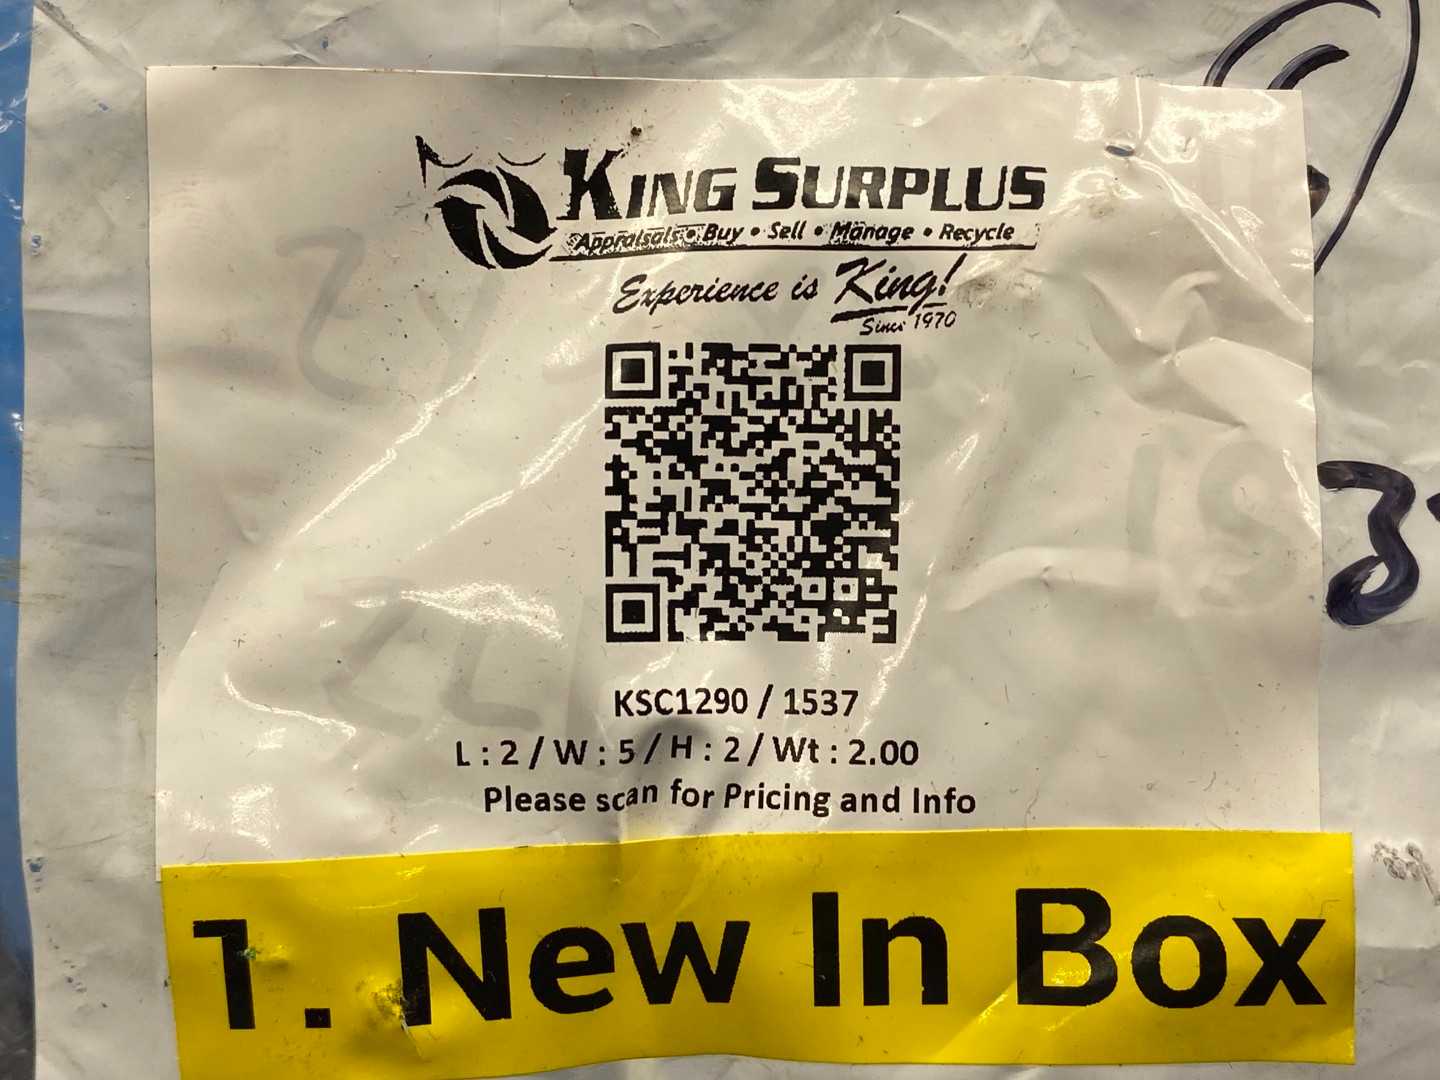 KING SURPLUS
Appraisals • Buy • Sell • Manage • Recycle
Experience is King!
Since 1970
KSC1290 / 1537
L : 2 / W : 5 / H : 2 / Wt : 2.00
Please scan for Pricing and Info
1. New In Box